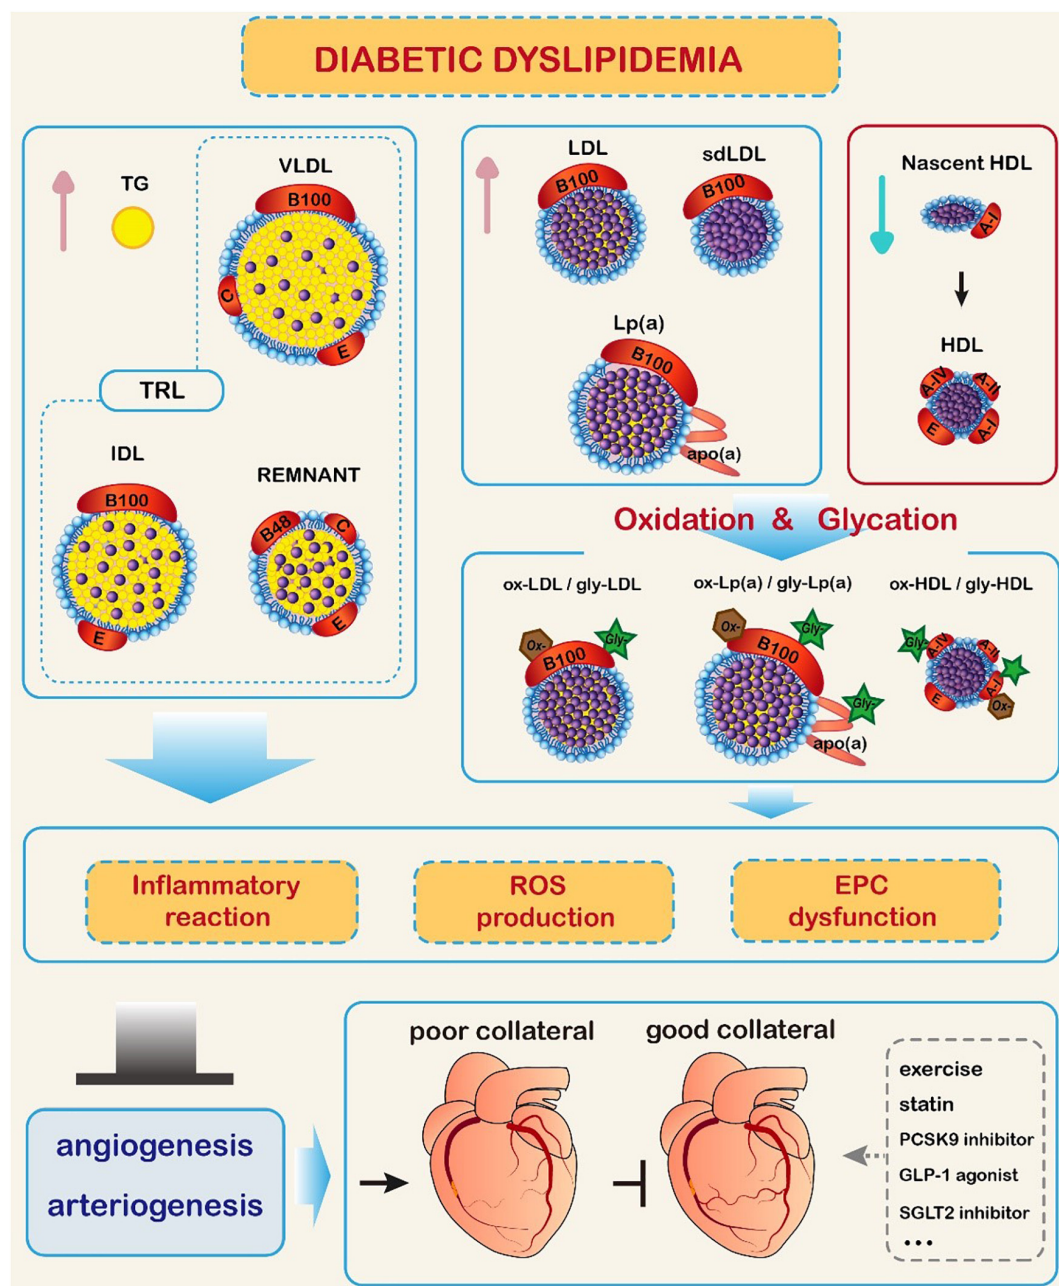 DIABETIC DYSLIPIDEMIA
TG
VLDL
B100
C
E
TRL
IDL
B100
E
REMNANT
B48
C
E
LDL
B100
sdLDL
B100
Lp(a)
B100
apo(a)
Nascent HDL
A-I
HDL
A-IV
A-II
E
A-I
Oxidation & Glycation
ox-LDL / gly-LDL
Ox-
Gly-
B100
ox-Lp(a) / gly-Lp(a)
Ox-
Gly-
B100
Gly-
apo(a)
ox-HDL / gly-HDL
Gly-
A-IV
A-II
E
A-I
Ox-
Inflammatory
reaction
ROS
production
EPC
dysfunction
angiogenesis
arteriogenesis
poor collateral
good collateral
exercise
statin
PCSK9 inhibitor
GLP-1 agonist
SGLT2 inhibitor
•••